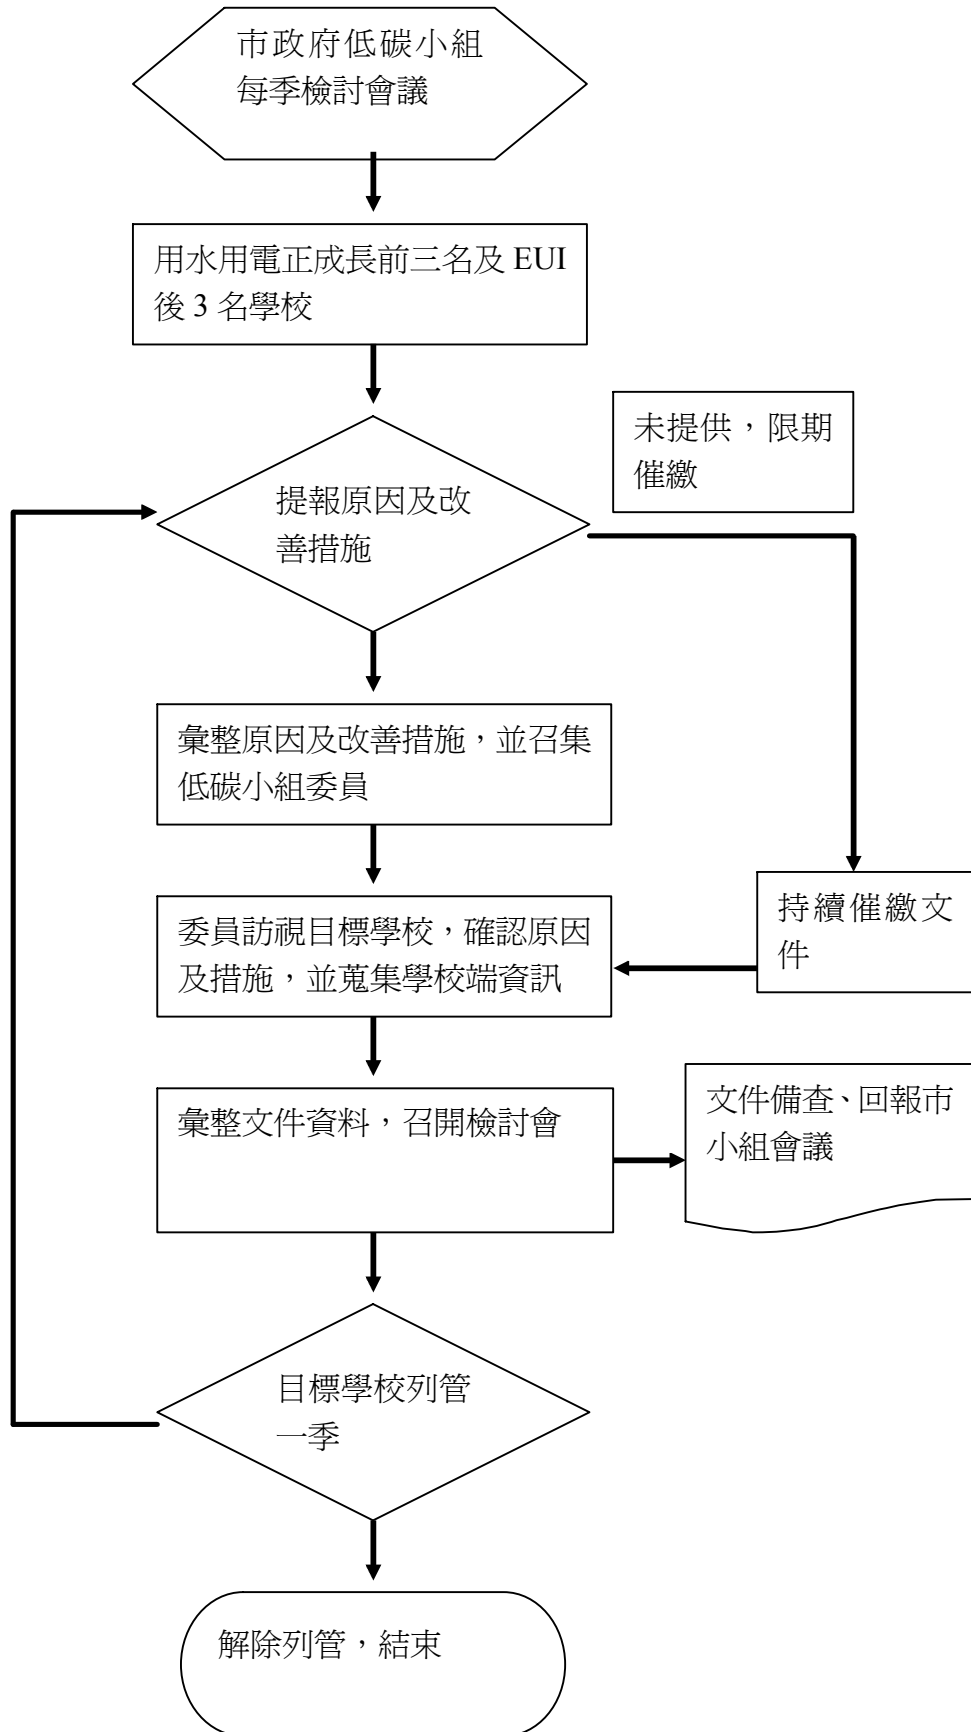 市政府低碳小組
每季檢討會議
用水用電正成長前三名及 EUI
後 3 名學校
未提供，限期
催繳
提報原因及改
善措施
彙整原因及改善措施，並召集
低碳小組委員
委員訪視目標學校，確認原因
及措施，並蒐集學校端資訊
持續催繳文
件
彙整文件資料，召開檢討會
文件備查、回報市
小組會議
目標學校列管
一季
解除列管，結束